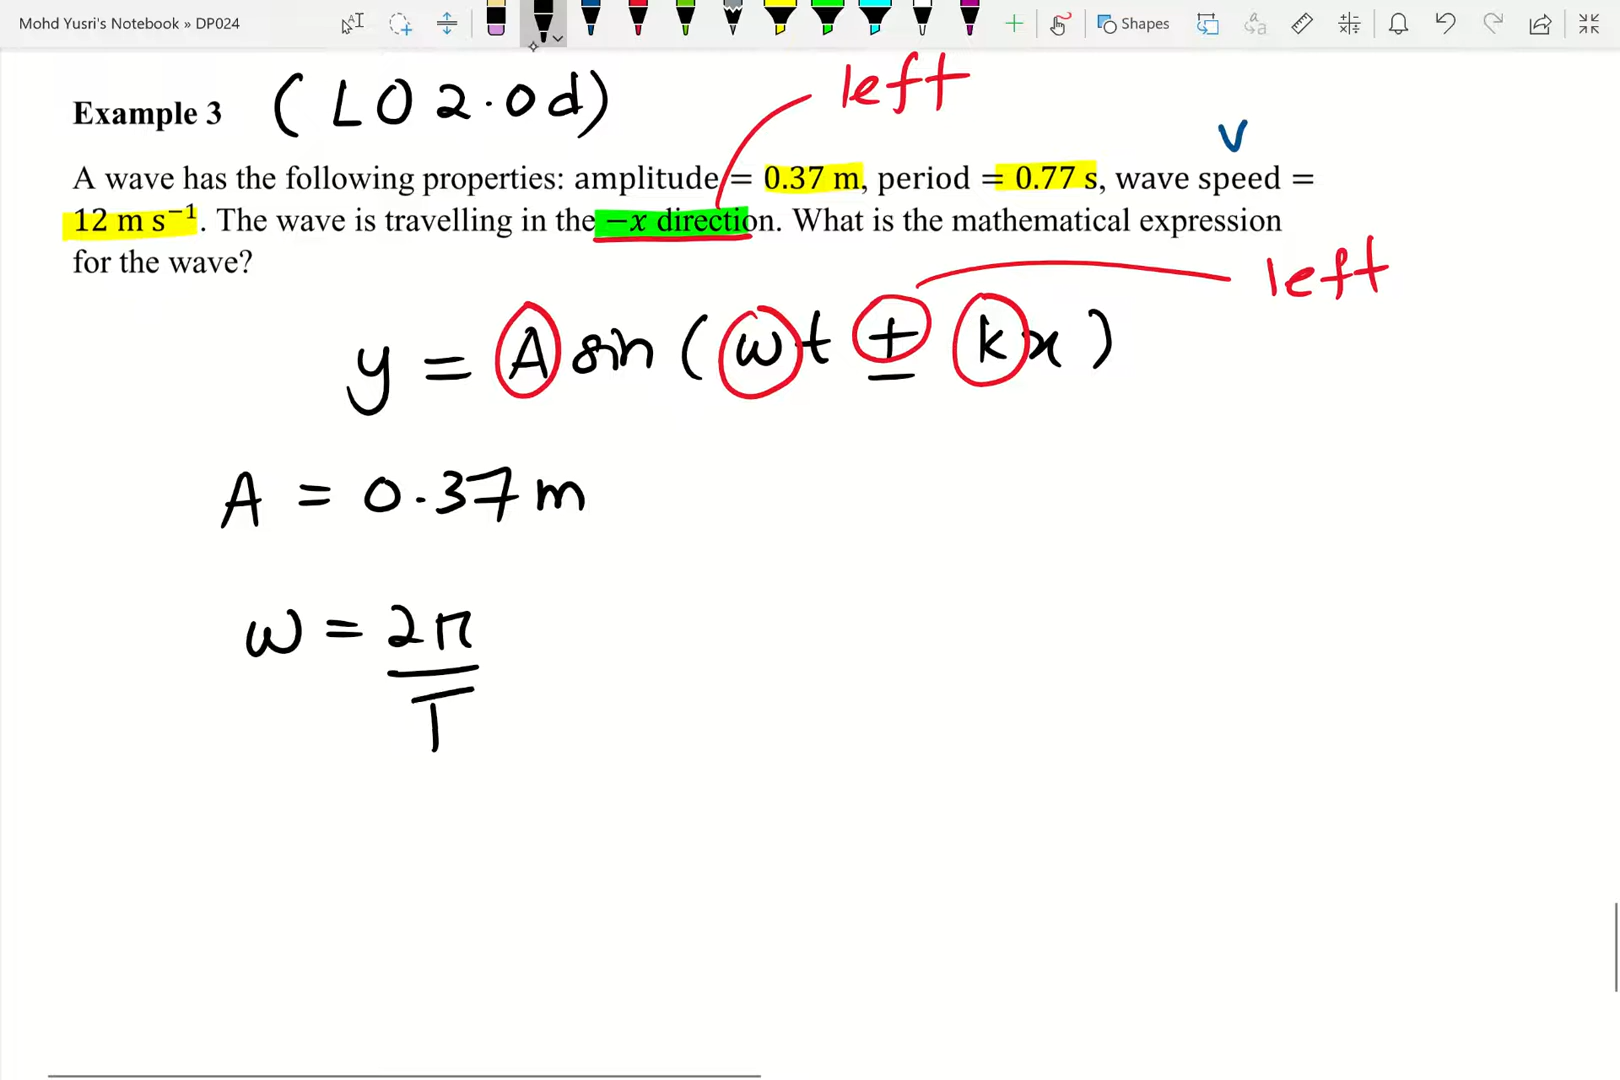 Mohd Yusri's Notebook » DP024
Shapes
left
Example 3 (LO 2.0d)
v
A wave has the following properties: amplitude = 0.37 m, period = 0.77 s, wave speed =
12 m s⁻¹. The wave is travelling in the −x direction. What is the mathematical expression
for the wave?
left
y = A sin (ωt ± kx)
A = 0.37 m
ω = 2π
T